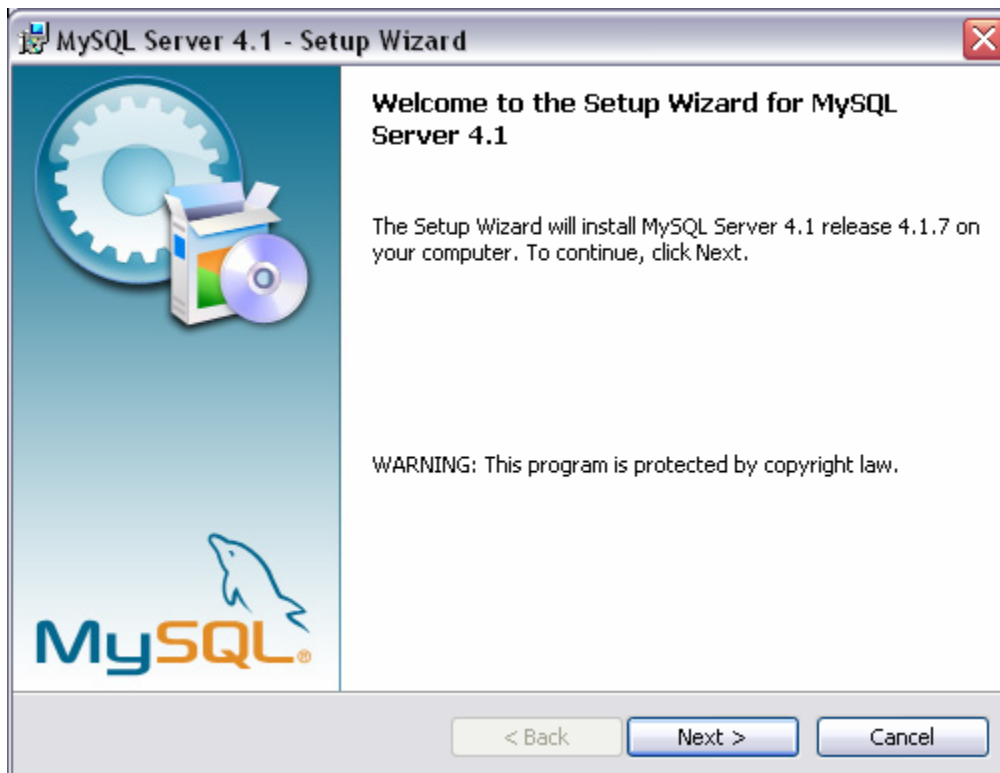 MySQL Server 4.1 - Setup Wizard
Welcome to the Setup Wizard for MySQL
Server 4.1
The Setup Wizard will install MySQL Server 4.1 release 4.1.7 on
your computer. To continue, click Next.
WARNING: This program is protected by copyright law.
MySQL®
< Back
Next >
Cancel